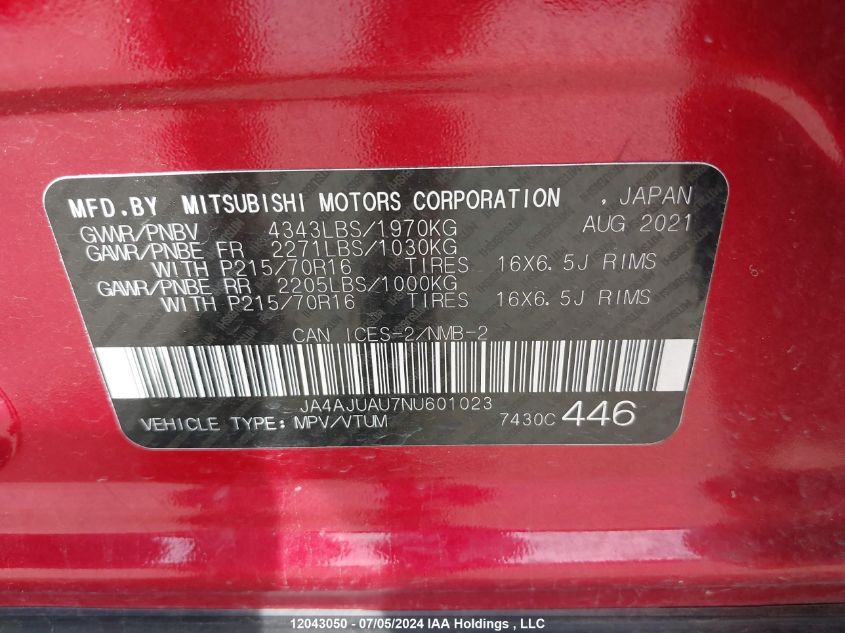 MFD.BY MITSUBISHI MOTORS CORPORATION , JAPAN
GVWR/PNBV 4343LBS/1970KG AUG 2021
GAWR/PNBE FR 2271LBS/1030KG
WITH P215/70R16 TIRES 16X6.5J RIMS
GAWR/PNBE RR 2205LBS/1000KG
WITH P215/70R16 TIRES 16X6.5J RIMS
CAN ICES-2/NMB-2
JA4AJUAU7NU601023
VEHICLE TYPE: MPV/VTUM 7430C 446
12043050 - 07/05/2024 IAA Holdings , LLC